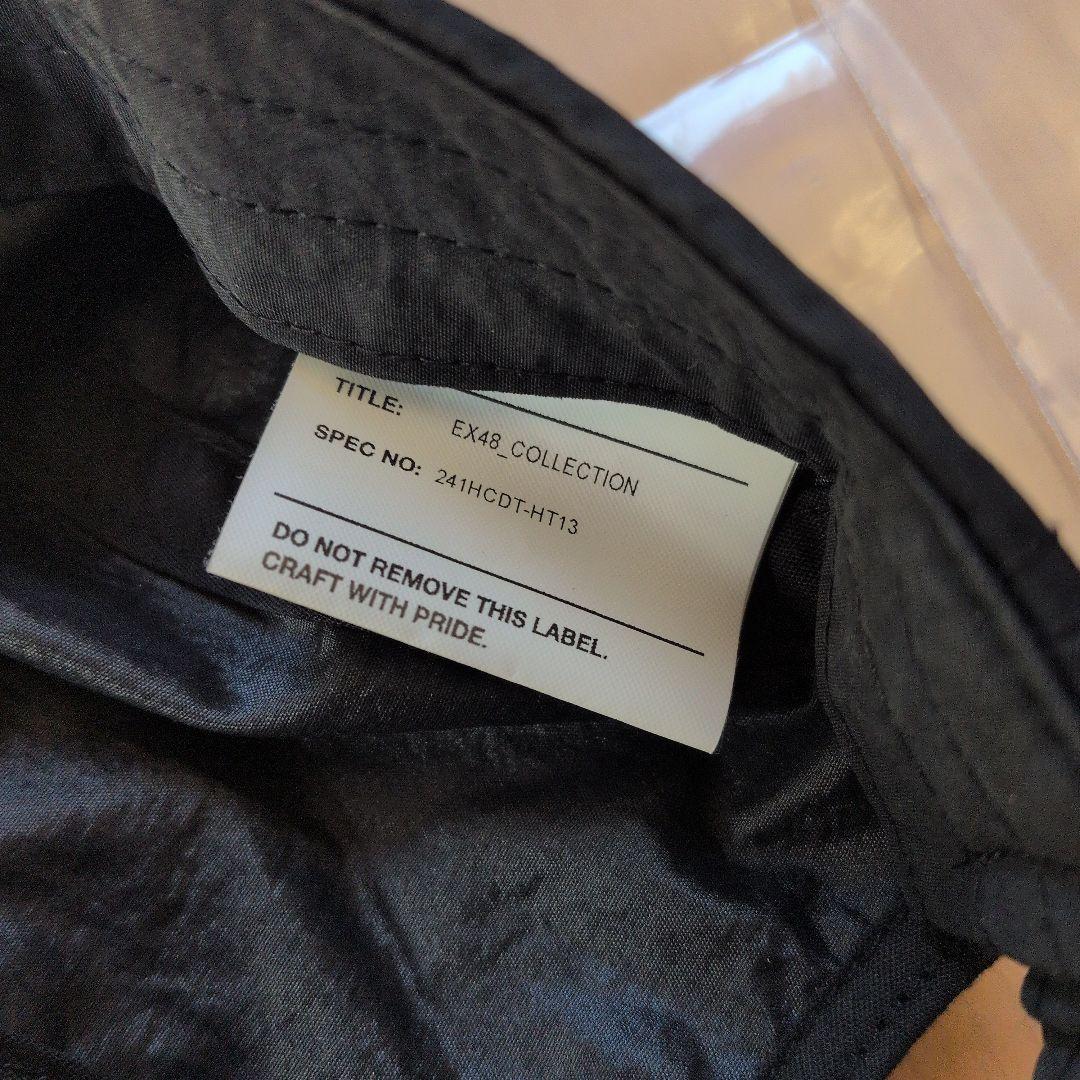 TITLE: EX48_COLLECTION
SPEC NO: 241HCDT-HT13
DO NOT REMOVE THIS LABEL.
CRAFT WITH PRIDE.